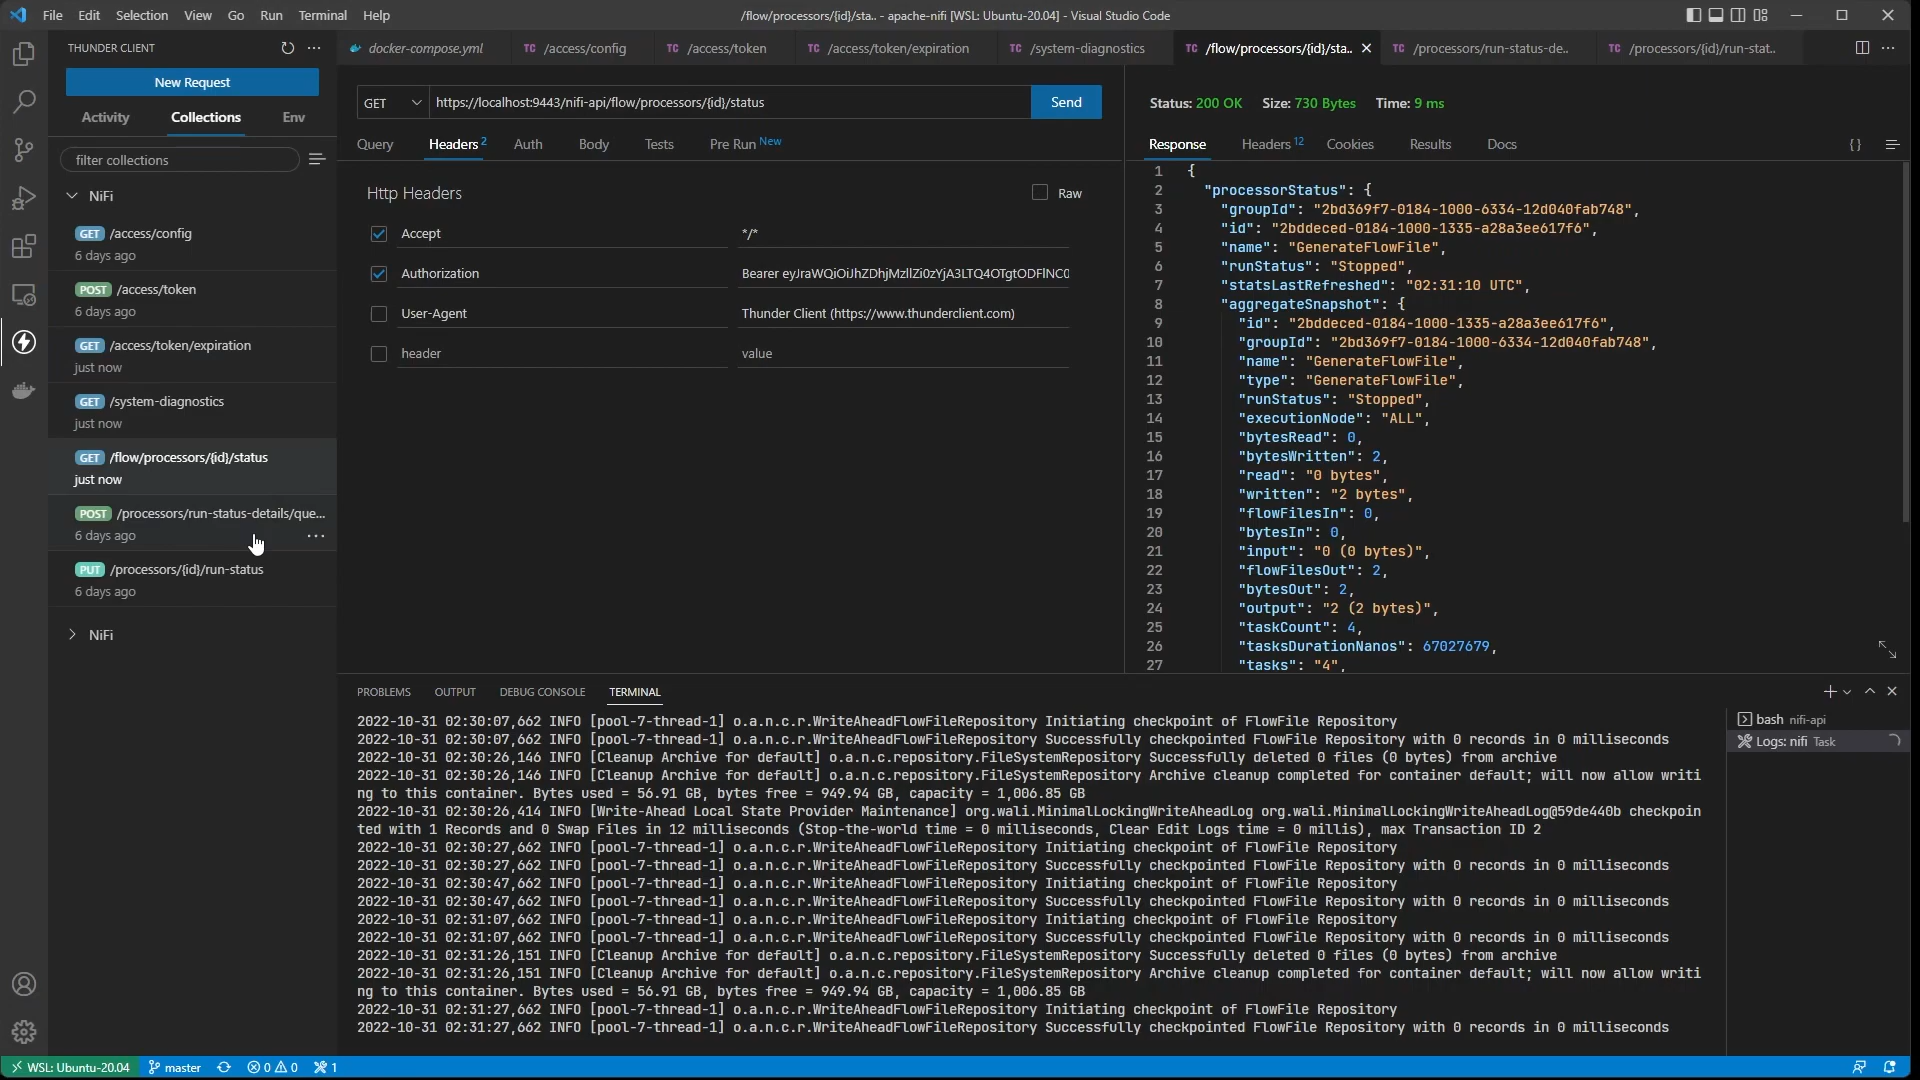 File Edit Selection View Go Run Terminal Help
/flow/processors/{id}/sta.. - apache-nifi [WSL: Ubuntu-20.04] - Visual Studio Code
THUNDER CLIENT
New Request
Activity Collections Env
filter collections
NiFi
GET /access/config
6 days ago
POST /access/token
6 days ago
GET /access/token/expiration
just now
GET /system-diagnostics
just now
GET /flow/processors/{id}/status
just now
POST /processors/run-status-details/que...
6 days ago
PUT /processors/{id}/run-status
6 days ago
NiFi
docker-compose.yml
TC /access/config
TC /access/token
TC /access/token/expiration
TC /system-diagnostics
TC /flow/processors/{id}/sta..
TC /processors/run-status-de..
TC /processors/{id}/run-stat..
GET https://localhost:9443/nifi-api/flow/processors/{id}/status Send
Query Headers 2 Auth Body Tests Pre Run New
Http Headers Raw
Accept */*
Authorization
User-Agent Thunder Client (https://www.thunderclient.com)
header value
Status: 200 OK Size: 730 Bytes Time: 9 ms
Response Headers 12 Cookies Results Docs {}
1 {
2 "processorStatus": {
3 "groupId": "2bd369f7-0184-1000-6334-12d040fab748",
4 "id": "2bddeced-0184-1000-1335-a28a3ee617f6",
5 "name": "GenerateFlowFile",
6 "runStatus": "Stopped",
7 "statsLastRefreshed": "02:31:10 UTC",
8 "aggregateSnapshot": {
9 "id": "2bddeced-0184-1000-1335-a28a3ee617f6",
10 "groupId": "2bd369f7-0184-1000-6334-12d040fab748",
11 "name": "GenerateFlowFile",
12 "type": "GenerateFlowFile",
13 "runStatus": "Stopped",
14 "executionNode": "ALL",
15 "bytesRead": 0,
16 "bytesWritten": 2,
17 "read": "0 bytes",
18 "written": "2 bytes",
19 "flowFilesIn": 0,
20 "bytesIn": 0,
21 "input": "0 (0 bytes)",
22 "flowFilesOut": 2,
23 "bytesOut": 2,
24 "output": "2 (2 bytes)",
25 "taskCount": 4,
26 "tasksDurationNanos": 67027679,
27 "tasks": "4",
PROBLEMS OUTPUT DEBUG CONSOLE TERMINAL
2022-10-31 02:30:07,662 INFO [pool-7-thread-1] o.a.n.c.r.WriteAheadFlowFileRepository Initiating checkpoint of FlowFile Repository
2022-10-31 02:30:07,662 INFO [pool-7-thread-1] o.a.n.c.r.WriteAheadFlowFileRepository Successfully checkpointed FlowFile Repository with 0 records in 0 milliseconds
2022-10-31 02:30:26,146 INFO [Cleanup Archive for default] o.a.n.c.repository.FileSystemRepository Successfully deleted 0 files (0 bytes) from archive
2022-10-31 02:30:26,146 INFO [Cleanup Archive for default] o.a.n.c.repository.FileSystemRepository Archive cleanup completed for container default; will now allow writi
ng to this container. Bytes used = 56.91 GB, bytes free = 949.94 GB, capacity = 1,006.85 GB
2022-10-31 02:30:26,414 INFO [Write-Ahead Local State Provider Maintenance] org.wali.MinimalLockingWriteAheadLog org.wali.MinimalLockingWriteAheadLog@59de440b checkpoin
ted with 1 Records and 0 Swap Files in 12 milliseconds (Stop-the-world time = 0 milliseconds, Clear Edit Logs time = 0 millis), max Transaction ID 2
2022-10-31 02:30:27,662 INFO [pool-7-thread-1] o.a.n.c.r.WriteAheadFlowFileRepository Initiating checkpoint of FlowFile Repository
2022-10-31 02:30:27,662 INFO [pool-7-thread-1] o.a.n.c.r.WriteAheadFlowFileRepository Successfully checkpointed FlowFile Repository with 0 records in 0 milliseconds
2022-10-31 02:30:47,662 INFO [pool-7-thread-1] o.a.n.c.r.WriteAheadFlowFileRepository Initiating checkpoint of FlowFile Repository
2022-10-31 02:30:47,662 INFO [pool-7-thread-1] o.a.n.c.r.WriteAheadFlowFileRepository Successfully checkpointed FlowFile Repository with 0 records in 0 milliseconds
2022-10-31 02:31:07,662 INFO [pool-7-thread-1] o.a.n.c.r.WriteAheadFlowFileRepository Initiating checkpoint of FlowFile Repository
2022-10-31 02:31:07,662 INFO [pool-7-thread-1] o.a.n.c.r.WriteAheadFlowFileRepository Successfully checkpointed FlowFile Repository with 0 records in 0 milliseconds
2022-10-31 02:31:26,151 INFO [Cleanup Archive for default] o.a.n.c.repository.FileSystemRepository Successfully deleted 0 files (0 bytes) from archive
2022-10-31 02:31:26,151 INFO [Cleanup Archive for default] o.a.n.c.repository.FileSystemRepository Archive cleanup completed for container default; will now allow writi
ng to this container. Bytes used = 56.91 GB, bytes free = 949.94 GB, capacity = 1,006.85 GB
2022-10-31 02:31:27,662 INFO [pool-7-thread-1] o.a.n.c.r.WriteAheadFlowFileRepository Initiating checkpoint of FlowFile Repository
2022-10-31 02:31:27,662 INFO [pool-7-thread-1] o.a.n.c.r.WriteAheadFlowFileRepository Successfully checkpointed FlowFile Repository with 0 records in 0 milliseconds
bash nifi-api
Logs: nifi Task
WSL: Ubuntu-20.04 master 0 0 1